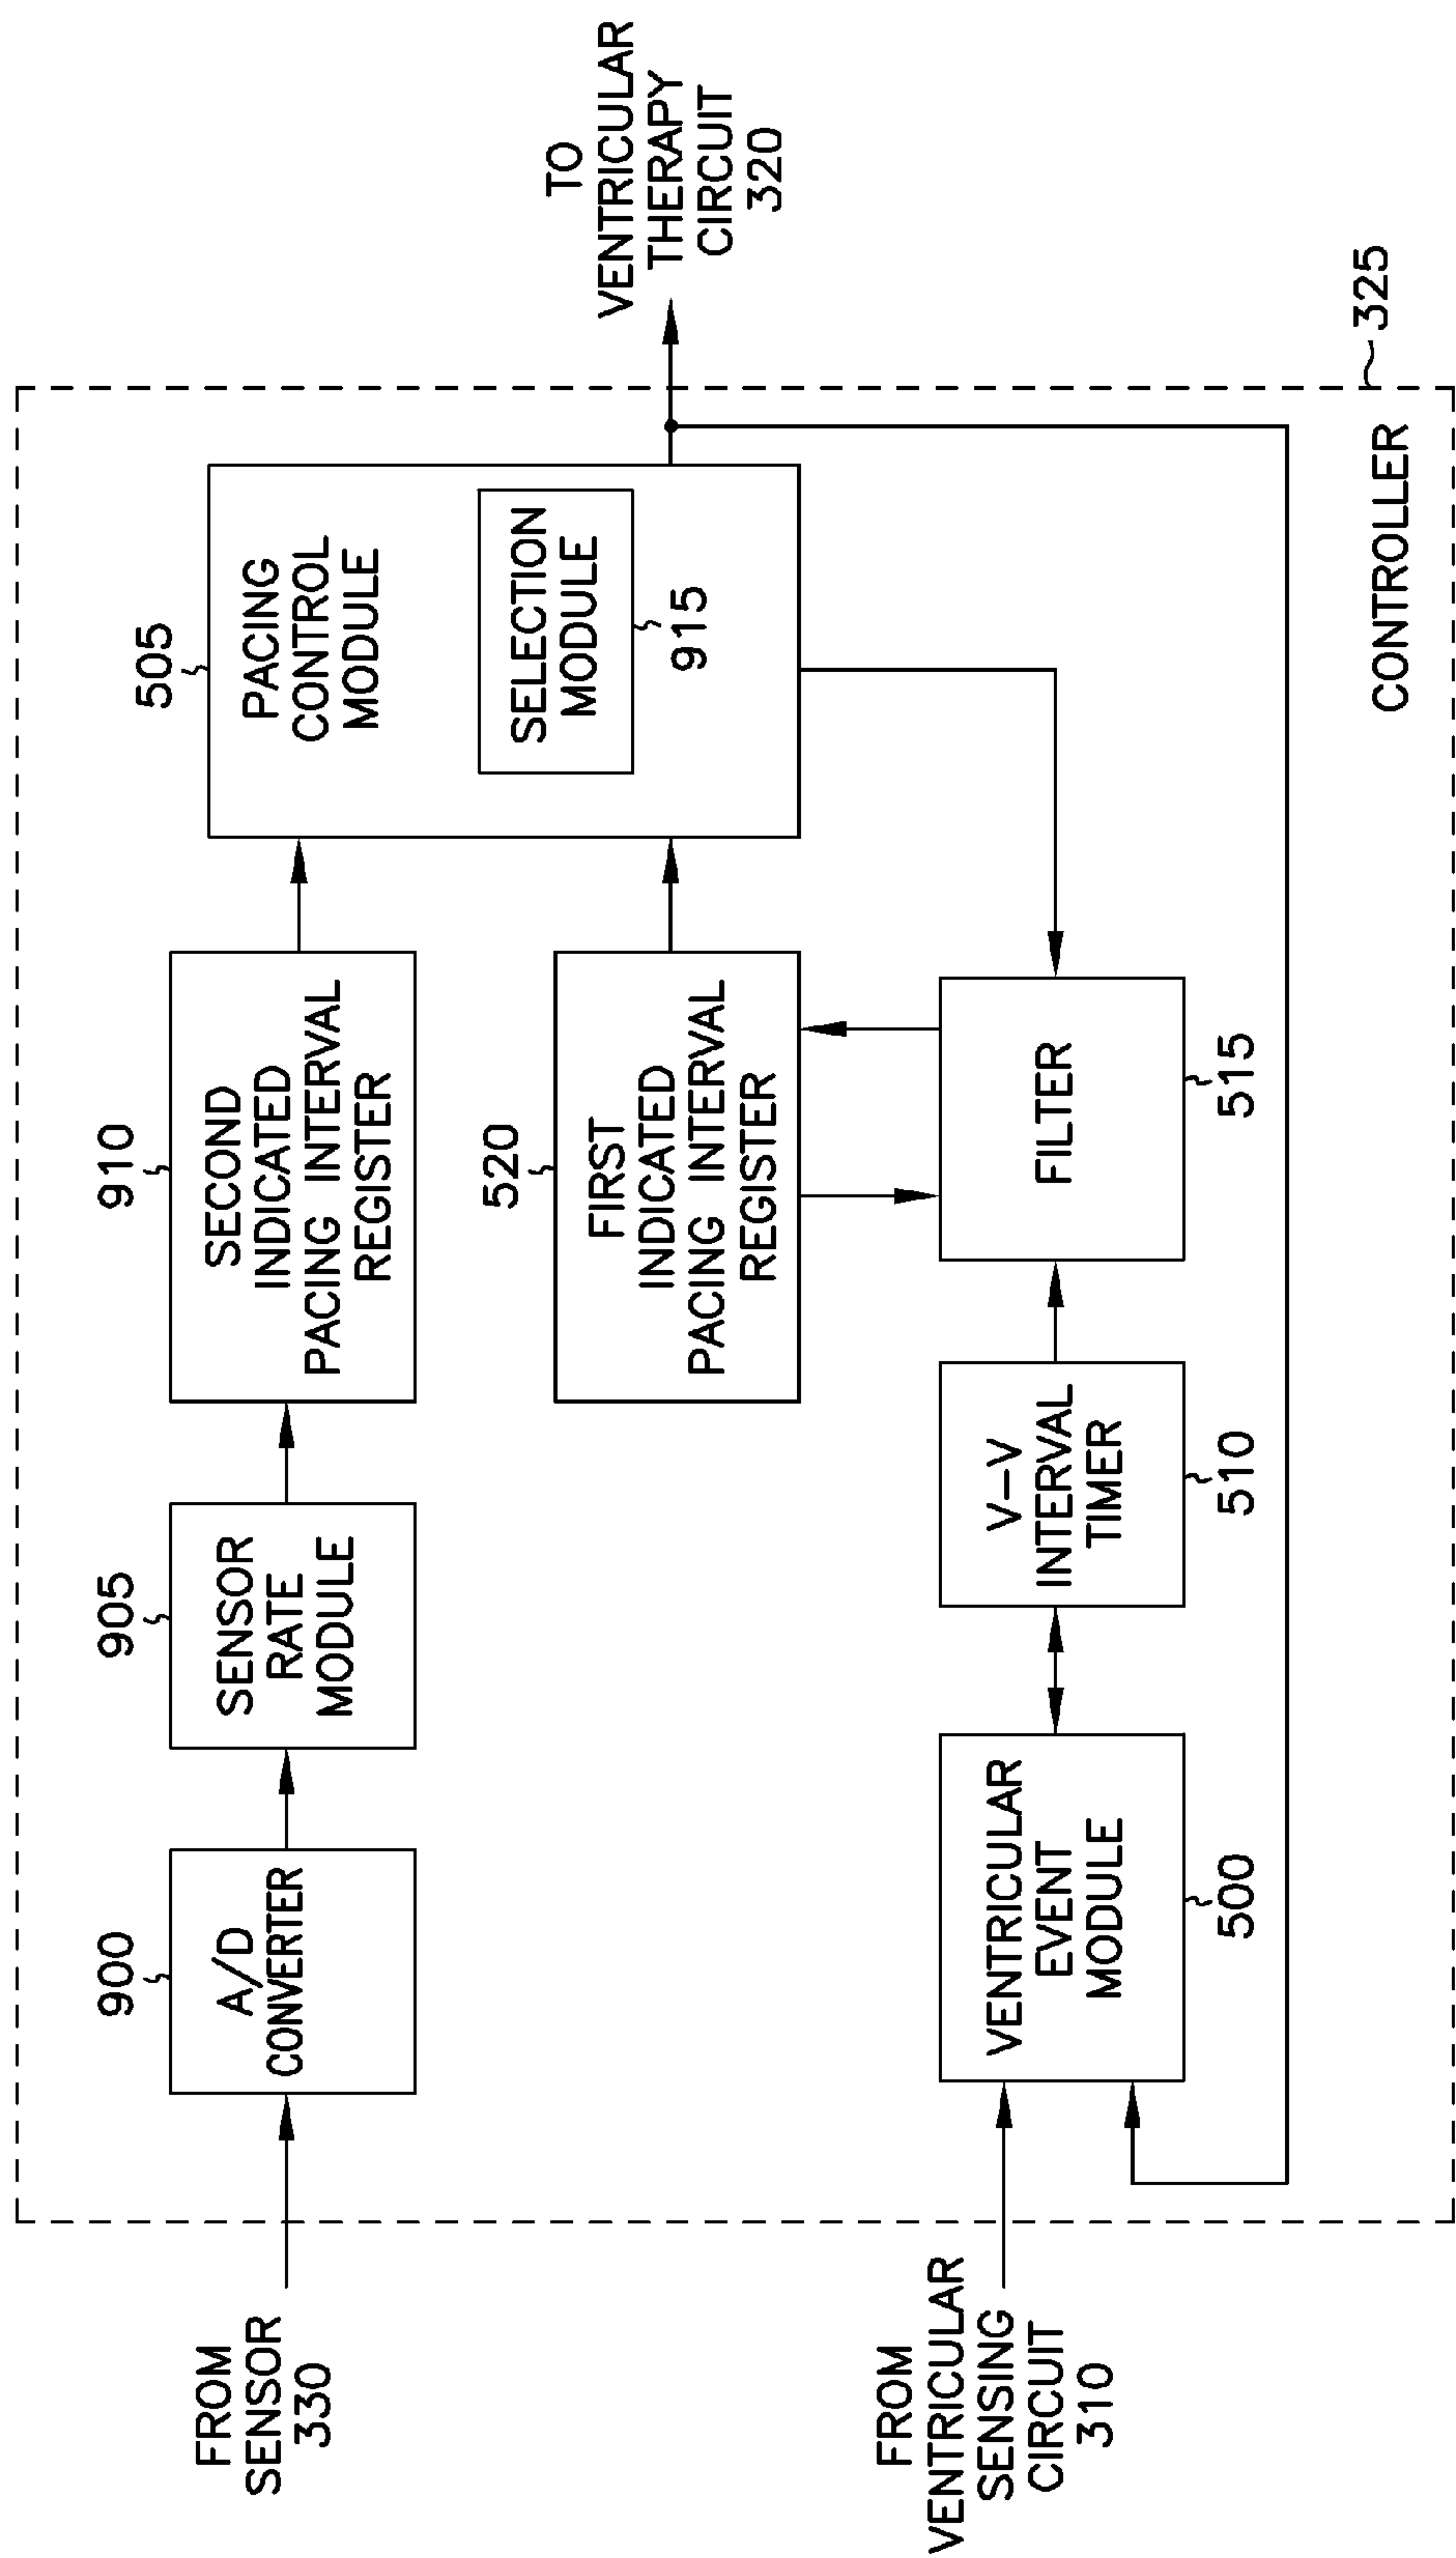 FROM
SENSOR
330
900
A/D
CONVERTER
905
SENSOR
RATE
MODULE
910
SECOND
INDICATED
PACING INTERVAL
REGISTER
505
PACING
CONTROL
MODULE
SELECTION
MODULE
915
TO
VENTRICULAR
THERAPY
CIRCUIT
320
520
FIRST
INDICATED
PACING INTERVAL
REGISTER
FROM
VENTRICULAR
SENSING
CIRCUIT
310
VENTRICULAR
EVENT
MODULE
500
V-V
INTERVAL
TIMER
510
FILTER
515
CONTROLLER
325